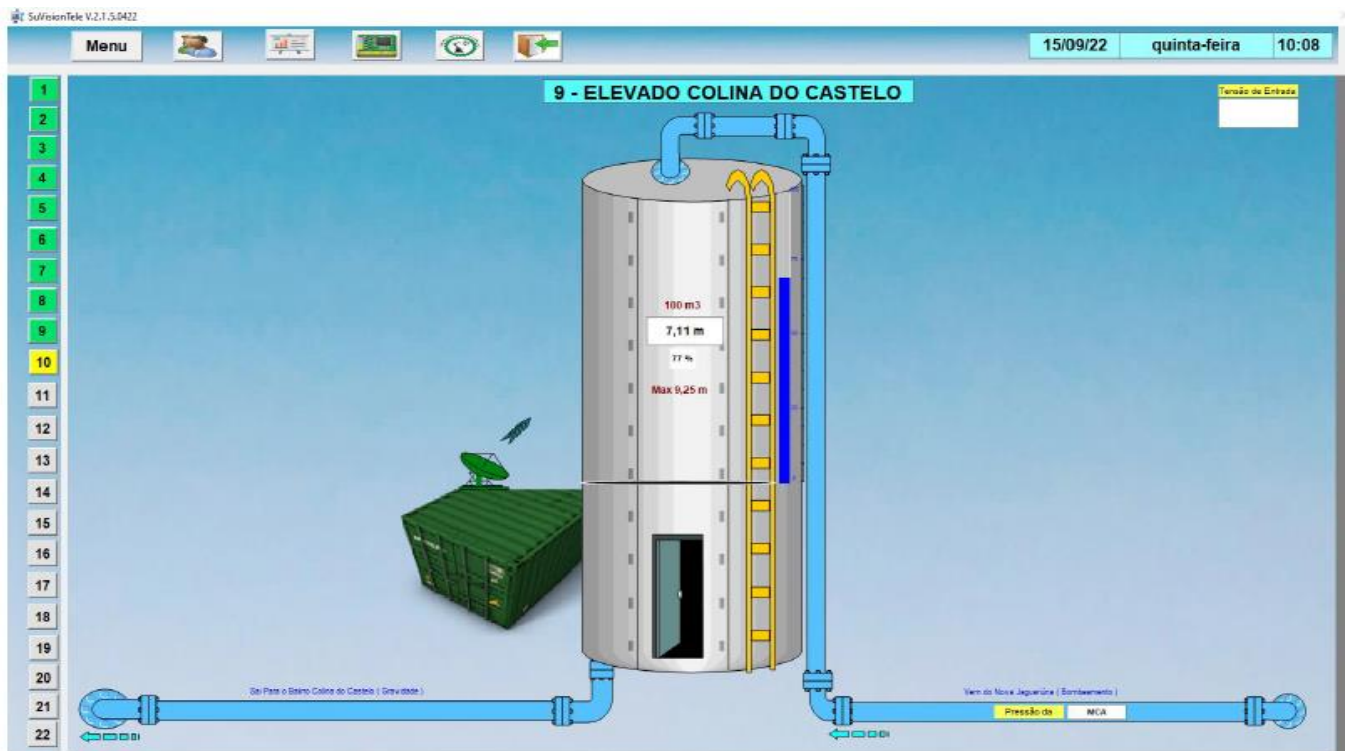 SuVisionTele V.2.1.5.0422
Menu
15/09/22 quinta-feira 10:08
9 - ELEVADO COLINA DO CASTELO
Tensão de Entrada
1
2
3
4
5
6
7
8
9
10
11
12
13
14
15
16
17
18
19
20
21
22
100 m3
7,11 m
77 %
Max 9,25 m
Sai Para o Bairro Colina do Castelo ( Gravidade )
Vem do Nova Jaguariúna ( Bombeamento )
Pressão da MCA